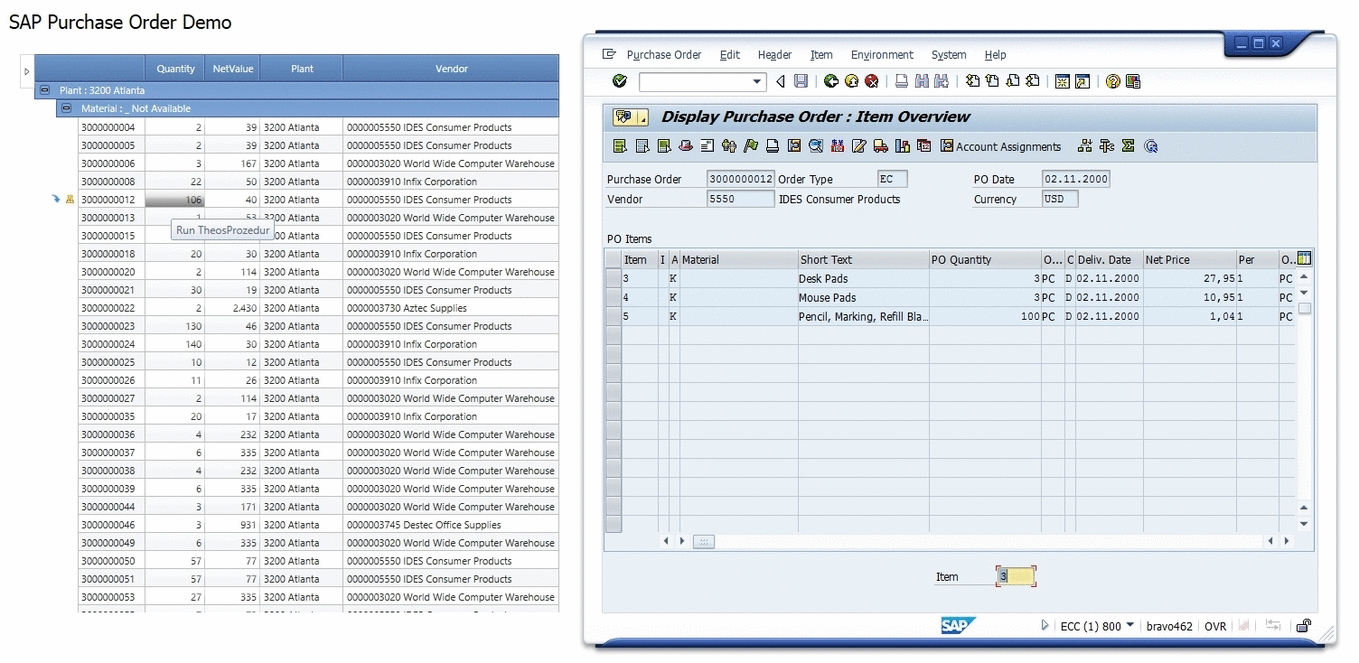 SAP Purchase Order Demo
Quantity NetValue Plant Vendor
Plant : 3200 Atlanta
Material : _ Not Available
3000000004 2 39 3200 Atlanta 0000005550 IDES Consumer Products
3000000005 2 39 3200 Atlanta 0000005550 IDES Consumer Products
3000000006 3 167 3200 Atlanta 0000003020 World Wide Computer Warehouse
3000000008 22 50 3200 Atlanta 0000003910 Infix Corporation
3000000012 106 40 3200 Atlanta 0000005550 IDES Consumer Products
3000000013 1 53 3200 Atlanta 0000003020 World Wide Computer Warehouse
Run TheosProzedur
3000000015 3200 Atlanta 0000005550 IDES Consumer Products
3000000018 20 30 3200 Atlanta 0000003910 Infix Corporation
3000000020 2 114 3200 Atlanta 0000003020 World Wide Computer Warehouse
3000000021 30 19 3200 Atlanta 0000005550 IDES Consumer Products
3000000022 2 2.430 3200 Atlanta 0000003730 Aztec Supplies
3000000023 130 46 3200 Atlanta 0000005550 IDES Consumer Products
3000000024 140 30 3200 Atlanta 0000003910 Infix Corporation
3000000025 10 12 3200 Atlanta 0000005550 IDES Consumer Products
3000000026 11 26 3200 Atlanta 0000003910 Infix Corporation
3000000027 2 114 3200 Atlanta 0000003020 World Wide Computer Warehouse
3000000035 20 17 3200 Atlanta 0000003910 Infix Corporation
3000000036 4 232 3200 Atlanta 0000003020 World Wide Computer Warehouse
3000000037 6 335 3200 Atlanta 0000003020 World Wide Computer Warehouse
3000000038 4 232 3200 Atlanta 0000003020 World Wide Computer Warehouse
3000000039 6 335 3200 Atlanta 0000003020 World Wide Computer Warehouse
3000000044 3 171 3200 Atlanta 0000003020 World Wide Computer Warehouse
3000000046 3 931 3200 Atlanta 0000003745 Destec Office Supplies
3000000049 6 335 3200 Atlanta 0000003020 World Wide Computer Warehouse
3000000050 57 77 3200 Atlanta 0000005550 IDES Consumer Products
3000000051 57 77 3200 Atlanta 0000005550 IDES Consumer Products
3000000053 27 335 3200 Atlanta 0000003020 World Wide Computer Warehouse
Purchase Order Edit Header Item Environment System Help
Display Purchase Order : Item Overview
Account Assignments
Purchase Order 3000000012 Order Type EC PO Date 02.11.2000
Vendor 5550 IDES Consumer Products Currency USD
PO Items
Item I A Material Short Text PO Quantity O... C Deliv. Date Net Price Per O..
3 K Desk Pads 3 PC D 02.11.2000 27,95 1 PC
4 K Mouse Pads 3 PC D 02.11.2000 10,95 1 PC
5 K Pencil, Marking, Refill Bla... 100 PC D 02.11.2000 1,04 1 PC
Item 3
SAP ECC (1) 800 bravo462 OVR